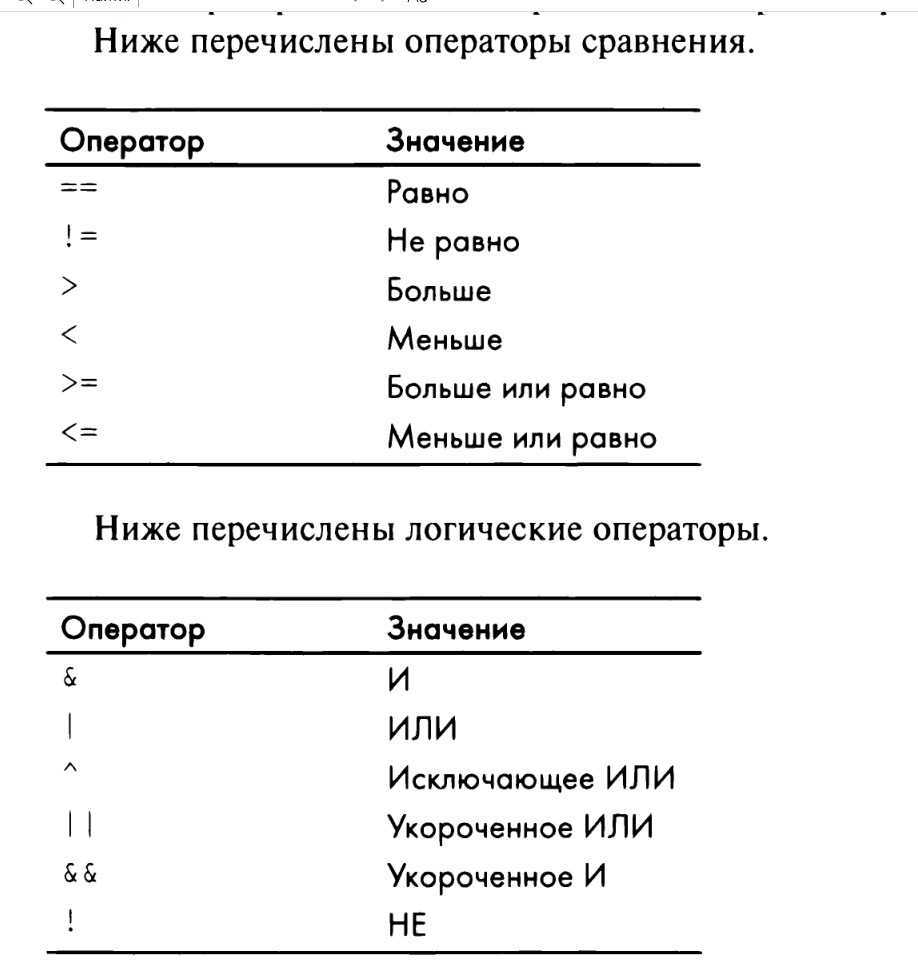 Ниже перечислены операторы сравнения.
Оператор Значение
== Равно
!= Не равно
> Больше
< Меньше
>= Больше или равно
<= Меньше или равно
Ниже перечислены логические операторы.
Оператор Значение
& И
| ИЛИ
^ Исключающее ИЛИ
|| Укороченное ИЛИ
&& Укороченное И
! НЕ